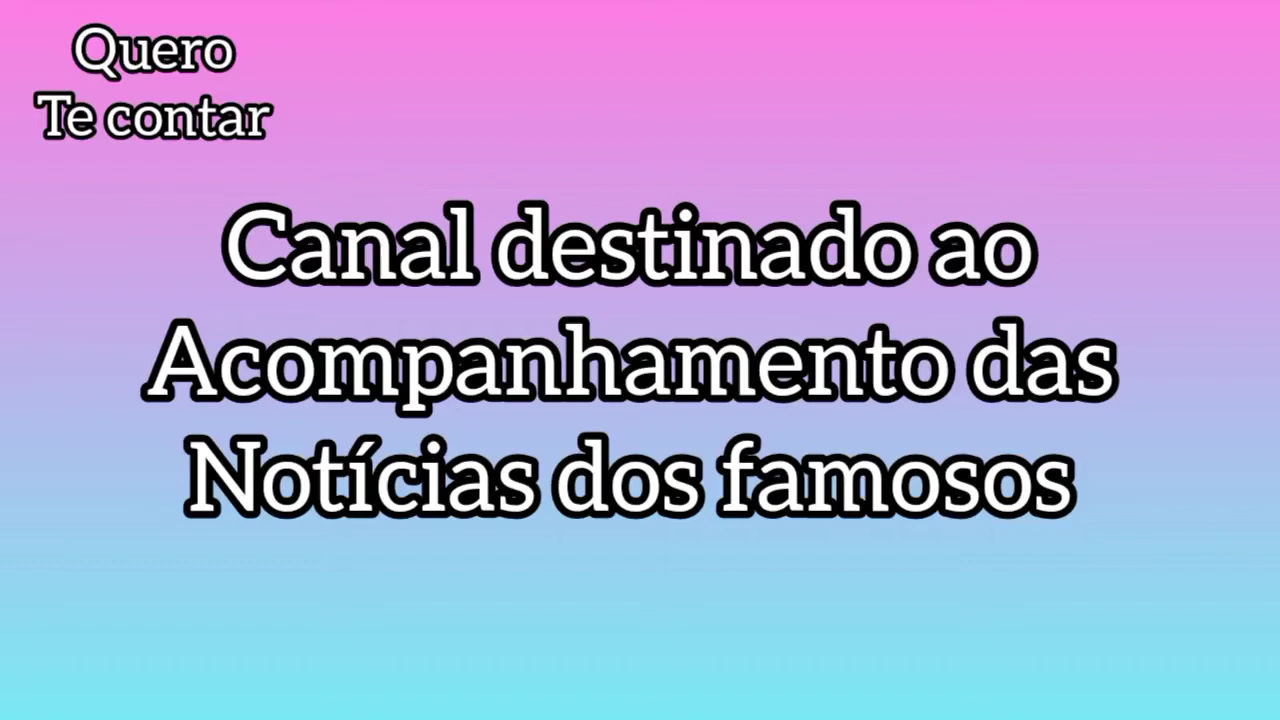 Quero
Te contar
Canal destinado ao
Acompanhamento das
Notícias dos famosos